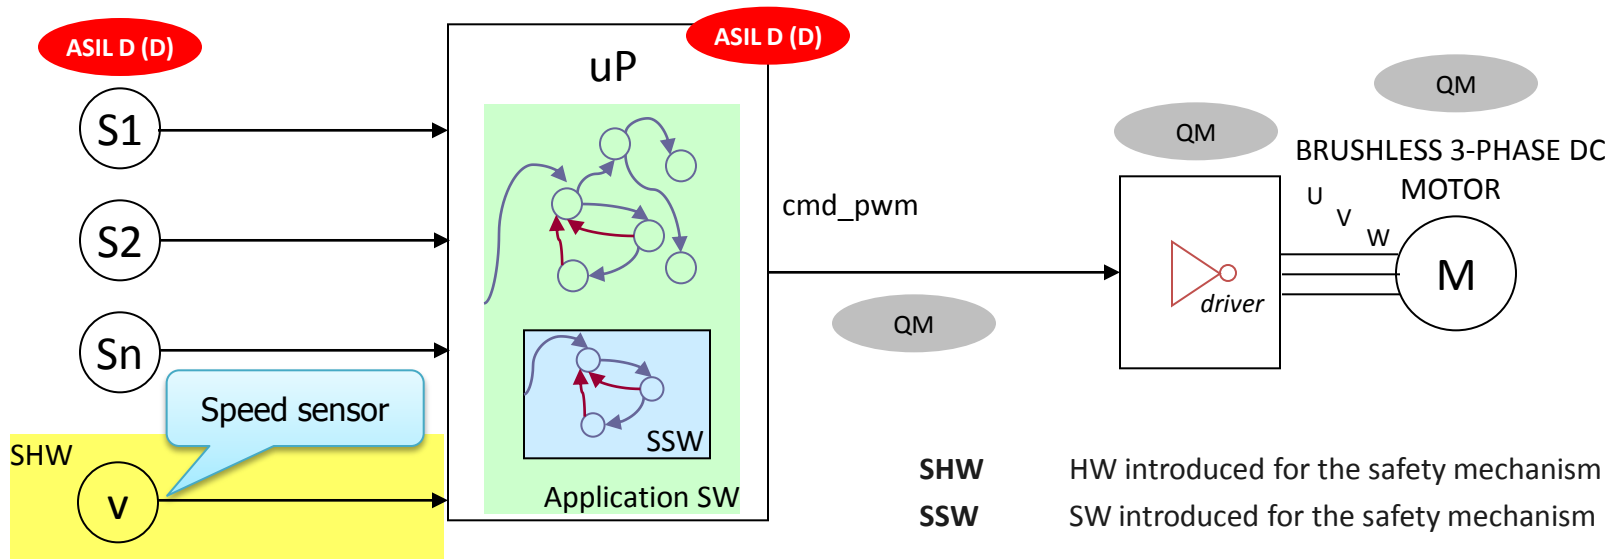 ASIL D (D)
ASIL D (D)
uP
QM
QM
S1
BRUSHLESS 3-PHASE DC
MOTOR
U
V
W
cmd_pwm
S2
M
driver
QM
Sn
Speed sensor
SSW
SHW
v
Application SW
SHW HW introduced for the safety mechanism
SSW SW introduced for the safety mechanism